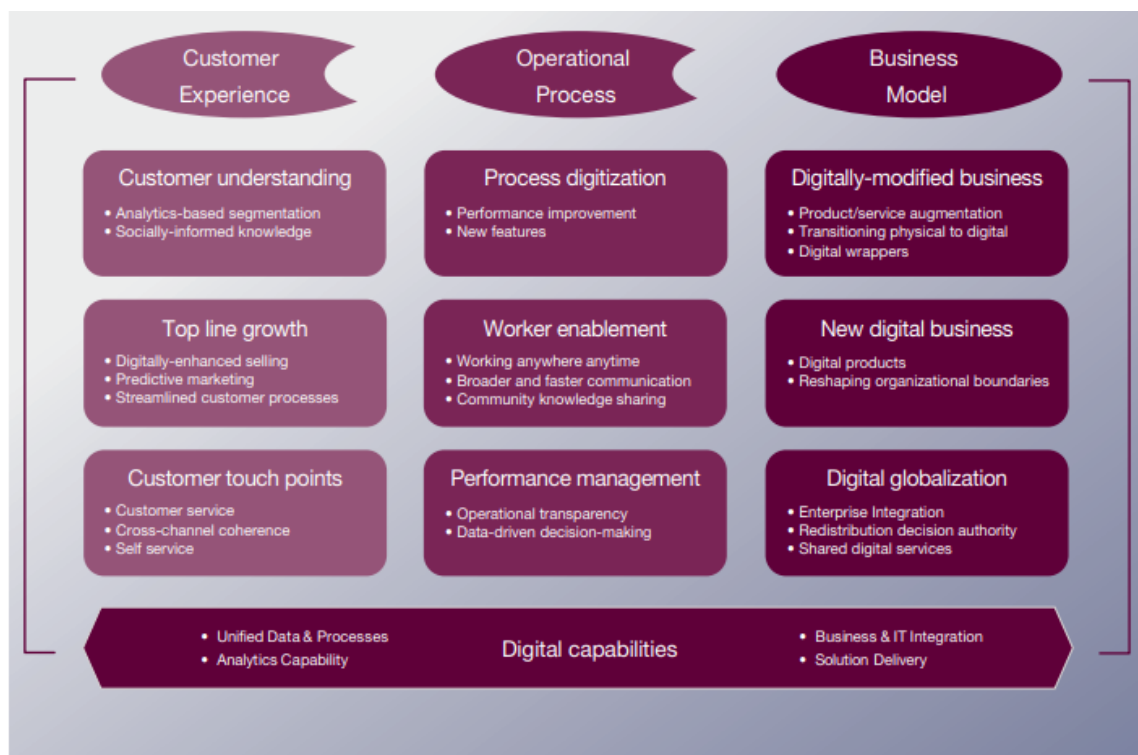 Customer
Experience
Operational
Process
Business
Model
Customer understanding
• Analytics-based segmentation
• Socially-informed knowledge
Process digitization
• Performance improvement
• New features
Digitally-modified business
• Product/service augmentation
• Transitioning physical to digital
• Digital wrappers
Top line growth
• Digitally-enhanced selling
• Predictive marketing
• Streamlined customer processes
Worker enablement
• Working anywhere anytime
• Broader and faster communication
• Community knowledge sharing
New digital business
• Digital products
• Reshaping organizational boundaries
Customer touch points
• Customer service
• Cross-channel coherence
• Self service
Performance management
• Operational transparency
• Data-driven decision-making
Digital globalization
• Enterprise Integration
• Redistribution decision authority
• Shared digital services
• Unified Data & Processes
• Analytics Capability
Digital capabilities
• Business & IT Integration
• Solution Delivery